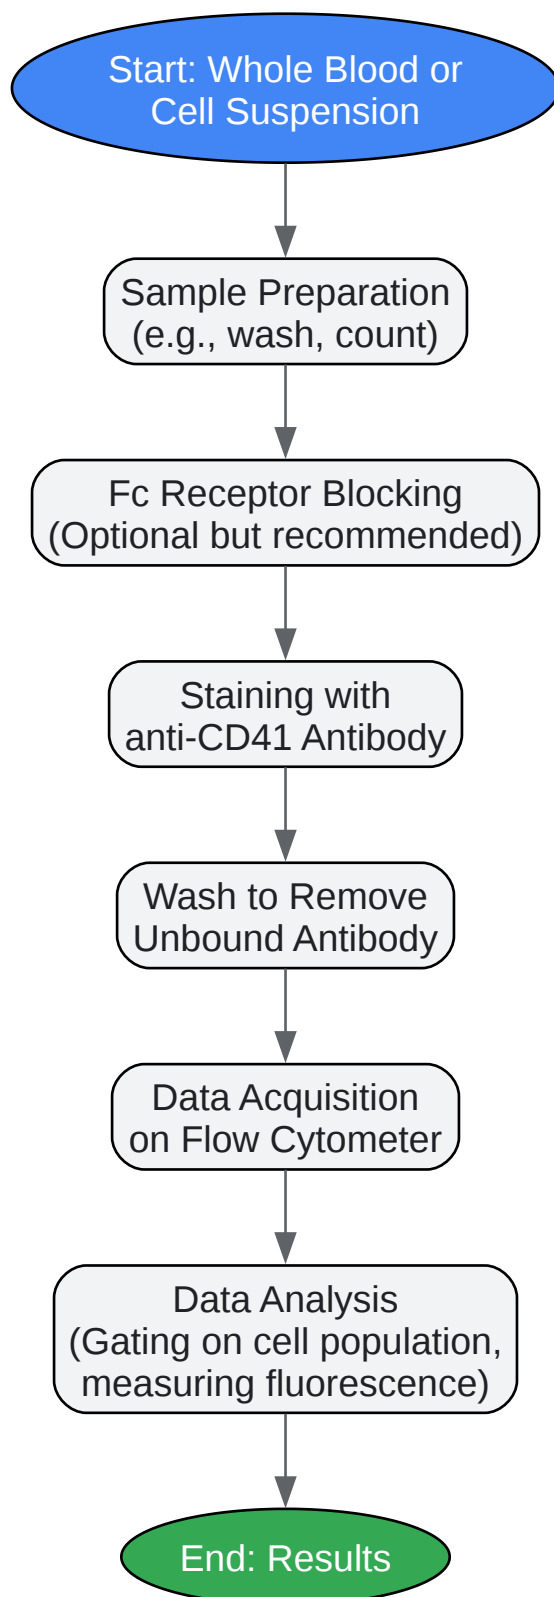 Start: Whole Blood or
Cell Suspension
Sample Preparation
(e.g., wash, count)
Fc Receptor Blocking
(Optional but recommended)
Staining with
anti-CD41 Antibody
Wash to Remove
Unbound Antibody
Data Acquisition
on Flow Cytometer
Data Analysis
(Gating on cell population,
measuring fluorescence)
End: Results